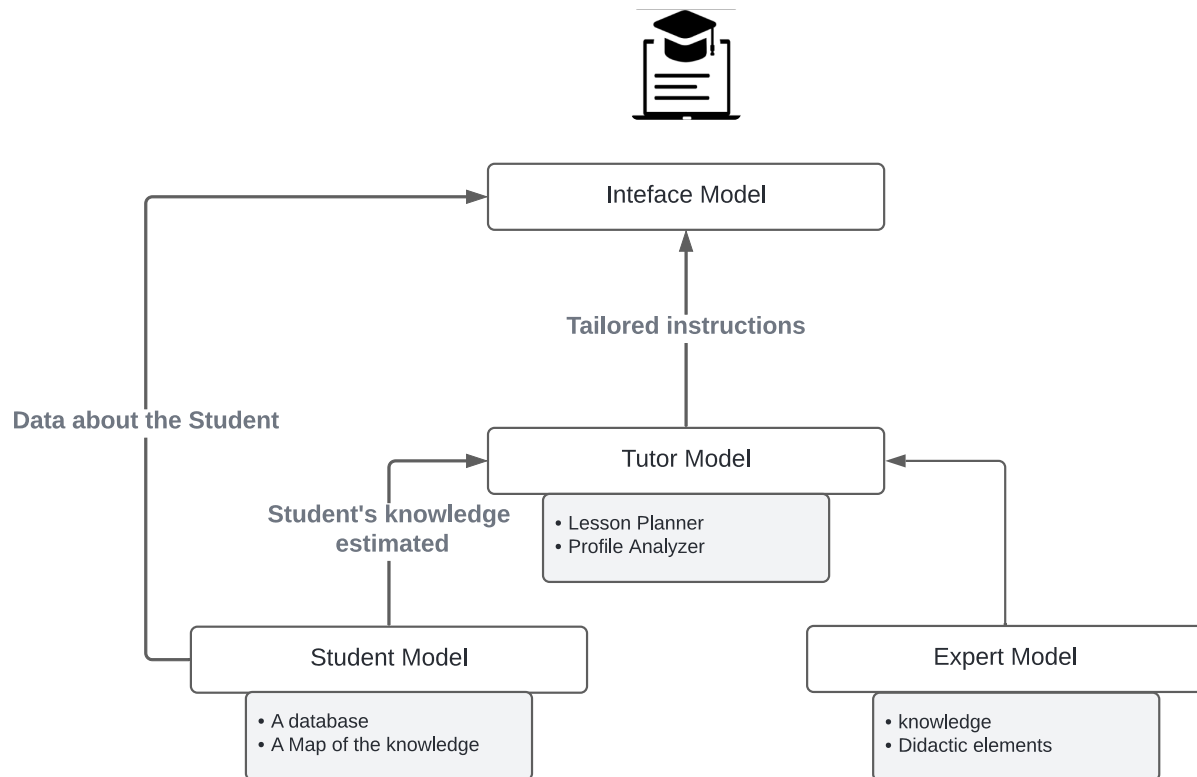 Inteface Model
Tailored instructions
Data about the Student
Tutor Model
• Lesson Planner
• Profile Analyzer
Student's knowledge
estimated
Student Model
• A database
• A Map of the knowledge
Expert Model
• knowledge
• Didactic elements